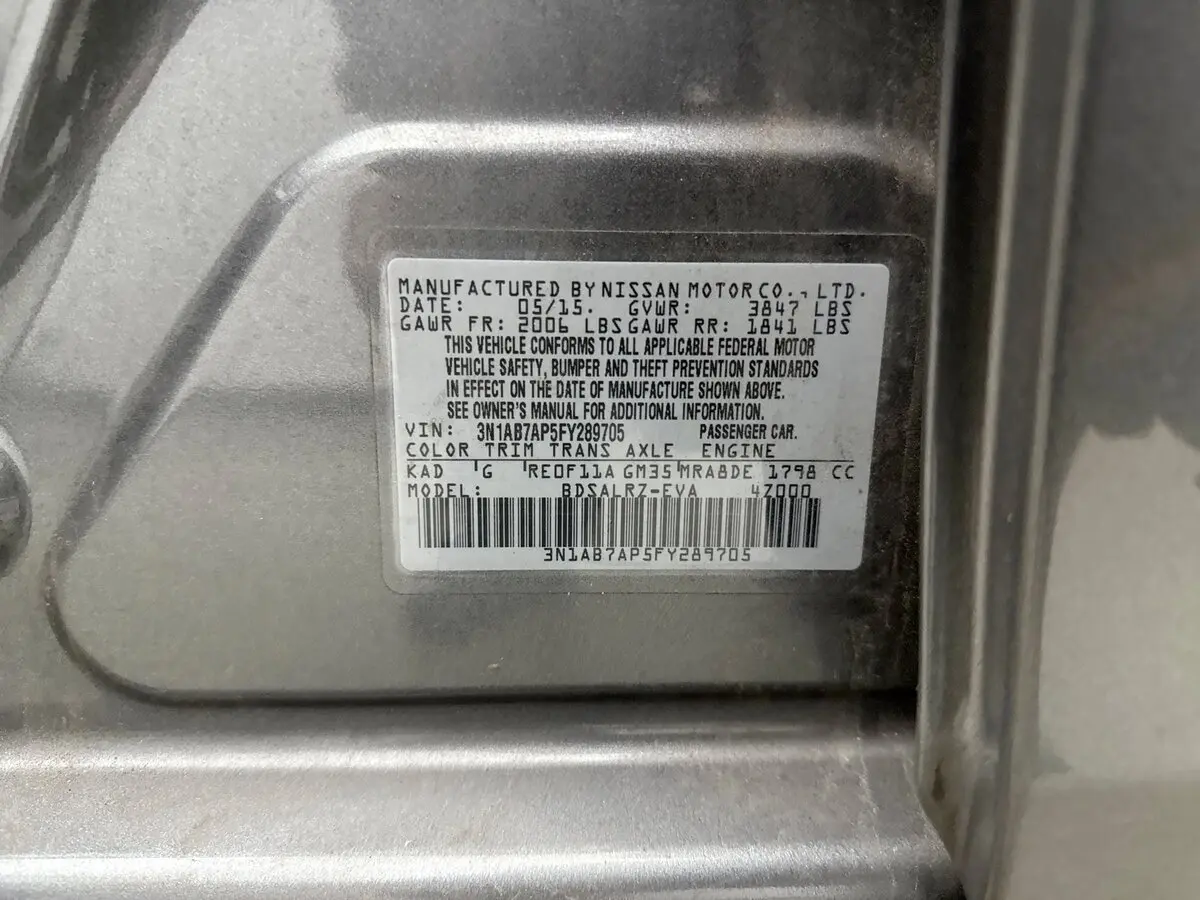 MANUFACTURED BY NISSAN MOTOR CO., LTD.
DATE: 05/15. GVWR: 3847 LBS
GAWR FR: 2006 LBS GAWR RR: 1841 LBS
THIS VEHICLE CONFORMS TO ALL APPLICABLE FEDERAL MOTOR
VEHICLE SAFETY, BUMPER AND THEFT PREVENTION STANDARDS
IN EFFECT ON THE DATE OF MANUFACTURE SHOWN ABOVE.
SEE OWNER'S MANUAL FOR ADDITIONAL INFORMATION.
VIN: 3N1AB7AP5FY289705 PASSENGER CAR.
COLOR TRIM TRANS AXLE ENGINE
KAD G RE0F11A GM35 MRA8DE 1798 CC
MODEL: BDSALRZ-EVA 4Z000
3N1AB7AP5FY289705